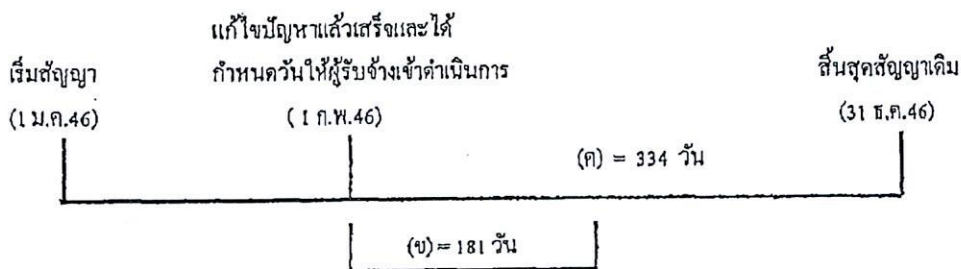 แก้ไขปัญหาแล้วเสร็จและได้
เริ่มสัญญา กำหนดวันให้ผู้รับจ้างเข้าดำเนินการ สิ้นสุดสัญญาเดิม
(1 ม.ค.46) ( 1 ก.พ.46) (31 ธ.ค.46)
(ค) = 334 วัน
(ข) = 181 วัน